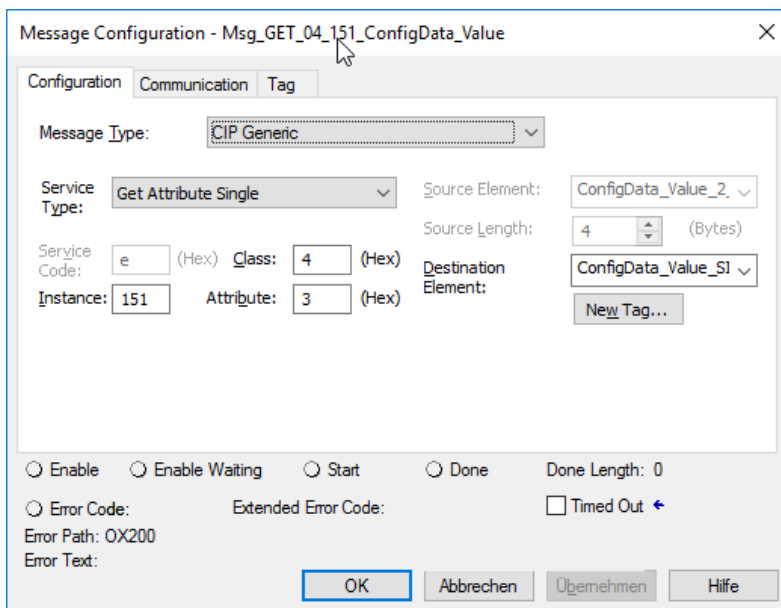 Message Configuration - Msg_GET_04_151_ConfigData_Value
Configuration Communication Tag
Message Type: CIP Generic
Service Type: Get Attribute Single
Source Element: ConfigData_Value_2_
Source Length: 4 (Bytes)
Service Code: e (Hex) Class: 4 (Hex)
Destination Element: ConfigData_Value_SI
Instance: 151 Attribute: 3 (Hex)
New Tag...
Enable Enable Waiting Start Done Done Length: 0
Error Code: Extended Error Code: Timed Out
Error Path: OX200
Error Text:
OK Abbrechen Übernehmen Hilfe